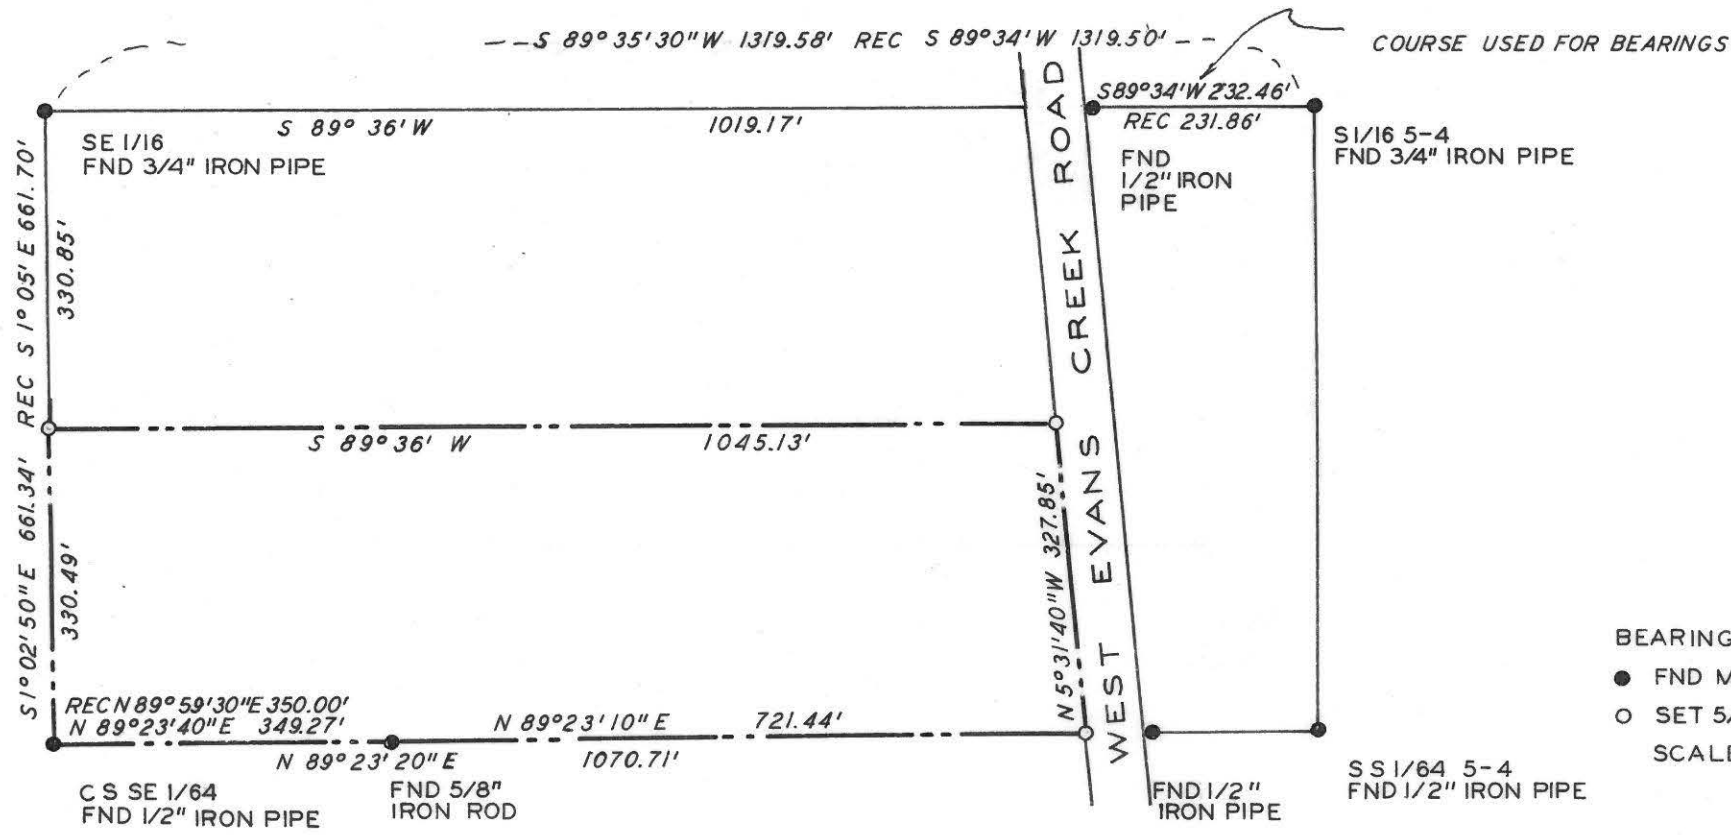 S 89°35'30"W 1319.58' REC S 89°34'W 1319.50'
COURSE USED FOR BEARINGS
S 89° 36' W 1019.17'
S89°34'W 232.46'
REC 231.86'
SE 1/16
FND 3/4" IRON PIPE
FND
1/2" IRON
PIPE
S 1/16 5-4
FND 3/4" IRON PIPE
REC S 1° 05' E 661.70'
330.85'
WEST EVANS CREEK ROAD
S 89° 36' W 1045.13'
S 1° 02' 50" E 661.34'
330.49'
N 5° 31' 40" W 327.85'
REC N 89° 59' 30" E 350.00'
N 89° 23' 40" E 349.27'
N 89° 23' 10" E 721.44'
N 89° 23' 20" E 1070.71'
C S SE 1/64
FND 1/2" IRON PIPE
FND 5/8"
IRON ROD
FND 1/2"
IRON PIPE
S S 1/64 5-4
FND 1/2" IRON PIPE
BEARING
FND M
SET 5/
SCALE